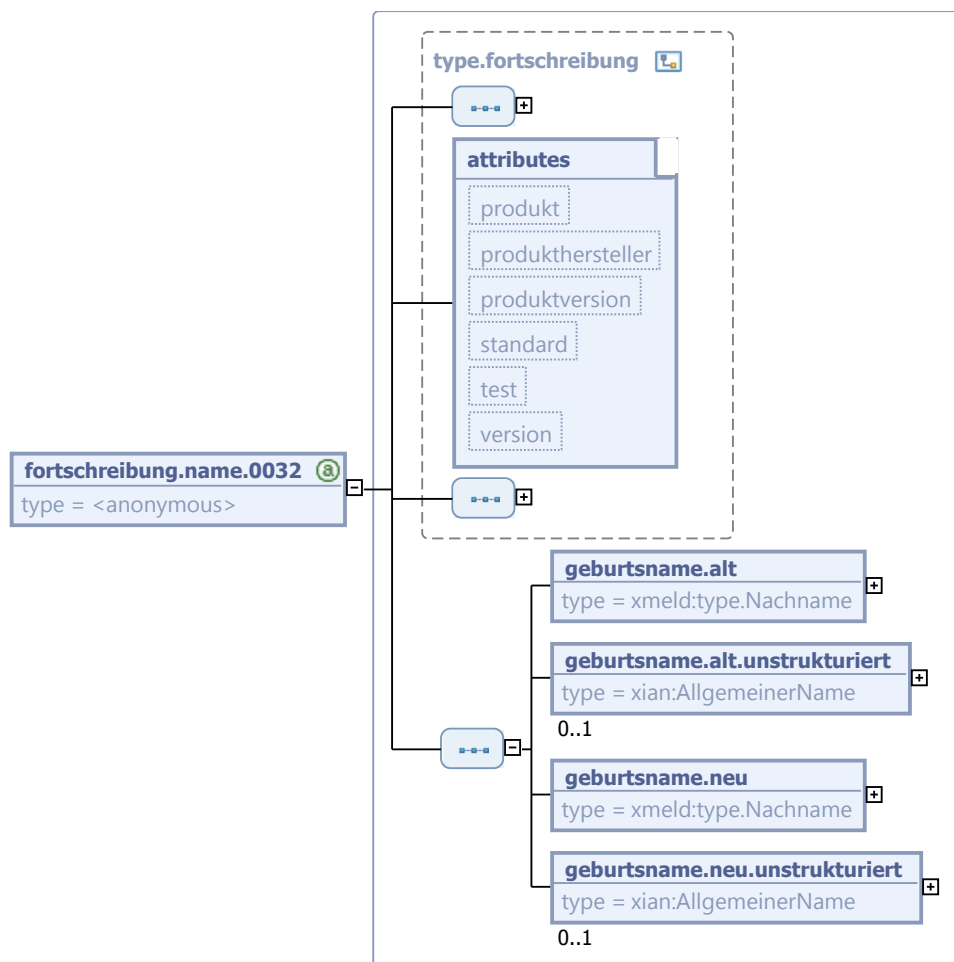 type.fortschreibung
attributes
produkt
produkthersteller
produktversion
standard
test
version
fortschreibung.name.0032 @
type = <anonymous>
geburtsname.alt
type = xmeld:type.Nachname
geburtsname.alt.unstrukturiert
type = xian:AllgemeinerName
0..1
geburtsname.neu
type = xmeld:type.Nachname
geburtsname.neu.unstrukturiert
type = xian:AllgemeinerName
0..1